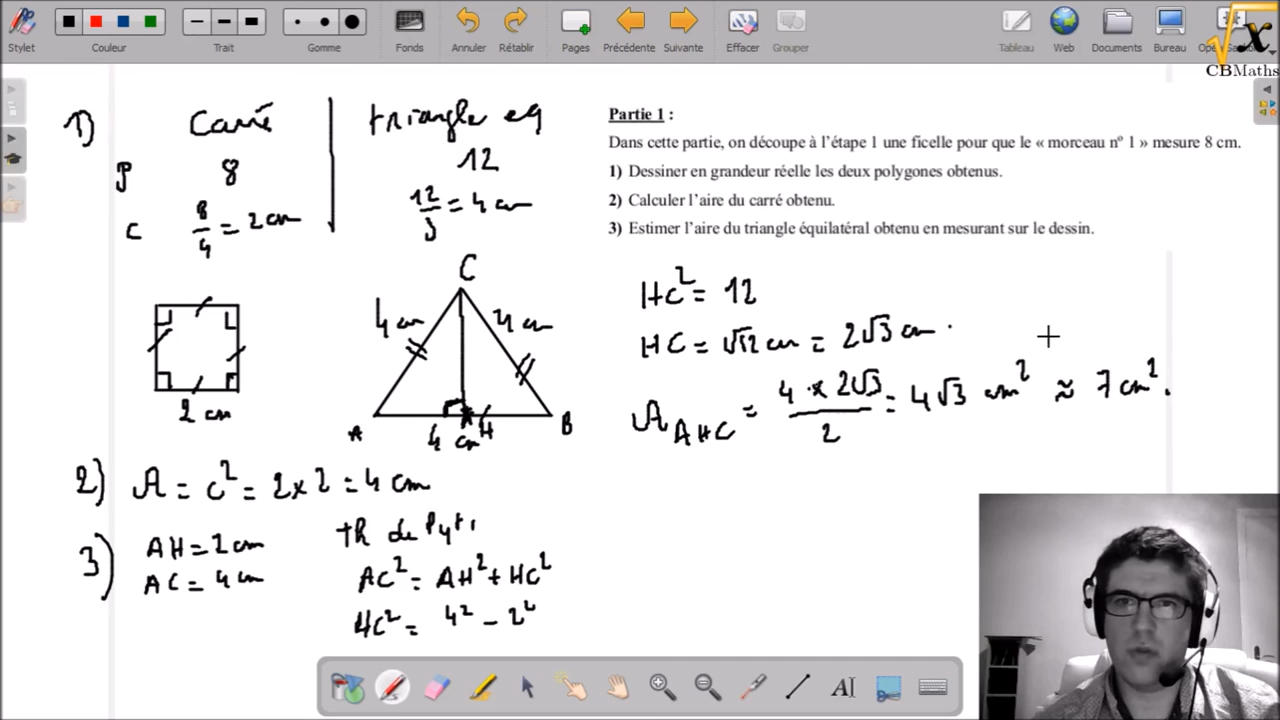 Stylet
Couleur
Trait
Gomme
Fonds
Annuler
Rétablir
Pages
Précédente
Suivante
Effacer
Grouper
Tableau
Web
Documents
Bureau
√x
CBMaths
1) Carré triangle eq
P 8 12
C 8/4 = 2 cm 12/3 = 4 cm
Partie 1 :
Dans cette partie, on découpe à l'étape 1 une ficelle pour que le « morceau n° 1 » mesure 8 cm.
1) Dessiner en grandeur réelle les deux polygones obtenus.
2) Calculer l'aire du carré obtenu.
3) Estimer l'aire du triangle équilatéral obtenu en mesurant sur le dessin.
2 cm
C
4 cm 4 cm
A 4 cm H B
2) A = c² = 2 x 2 = 4 cm
3) AH = 2 cm
AC = 4 cm
th de Pyt
AC² = AH² + HC²
HC² = 4² - 2²
HC² = 12
HC = √12 cm = 2√3 cm.
A AHC = 4 x 2√3 / 2 = 4√3 cm² ≈ 7 cm².
AI